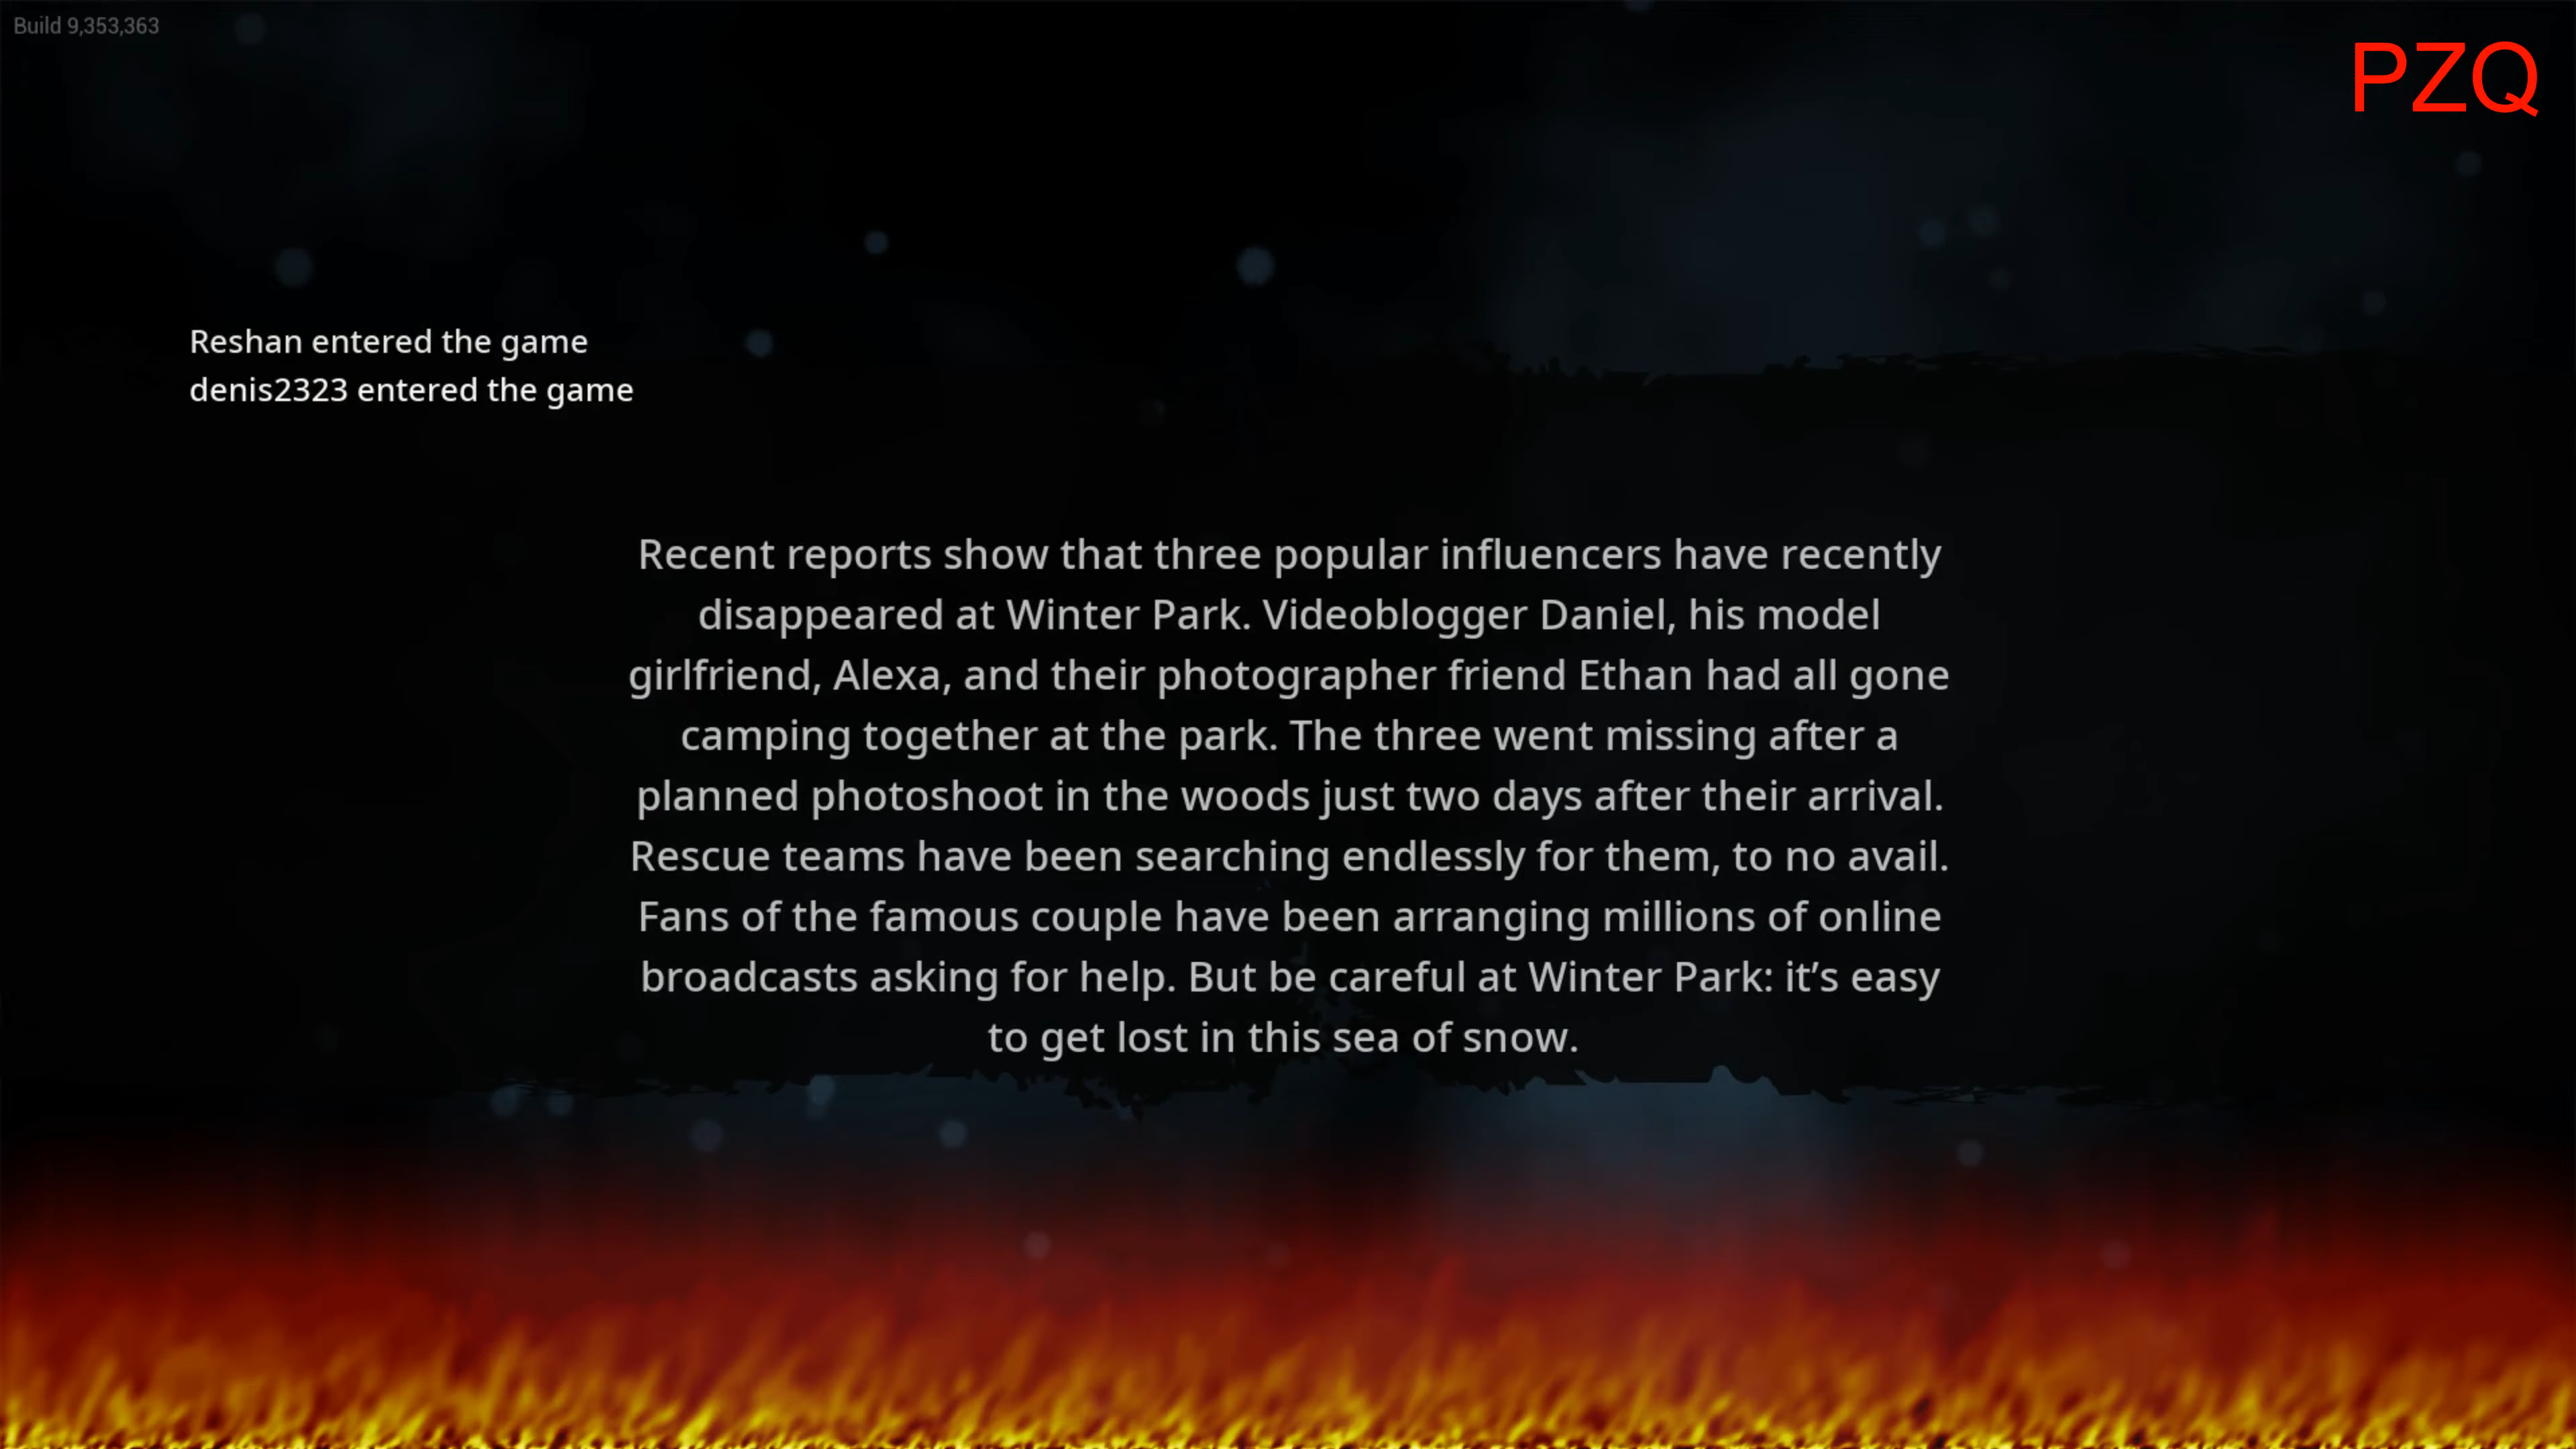 Build 9,353,363
PZQ
Reshan entered the game
denis2323 entered the game
Recent reports show that three popular influencers have recently
disappeared at Winter Park. Videoblogger Daniel, his model
girlfriend, Alexa, and their photographer friend Ethan had all gone
camping together at the park. The three went missing after a
planned photoshoot in the woods just two days after their arrival.
Rescue teams have been searching endlessly for them, to no avail.
Fans of the famous couple have been arranging millions of online
broadcasts asking for help. But be careful at Winter Park: it’s easy
to get lost in this sea of snow.